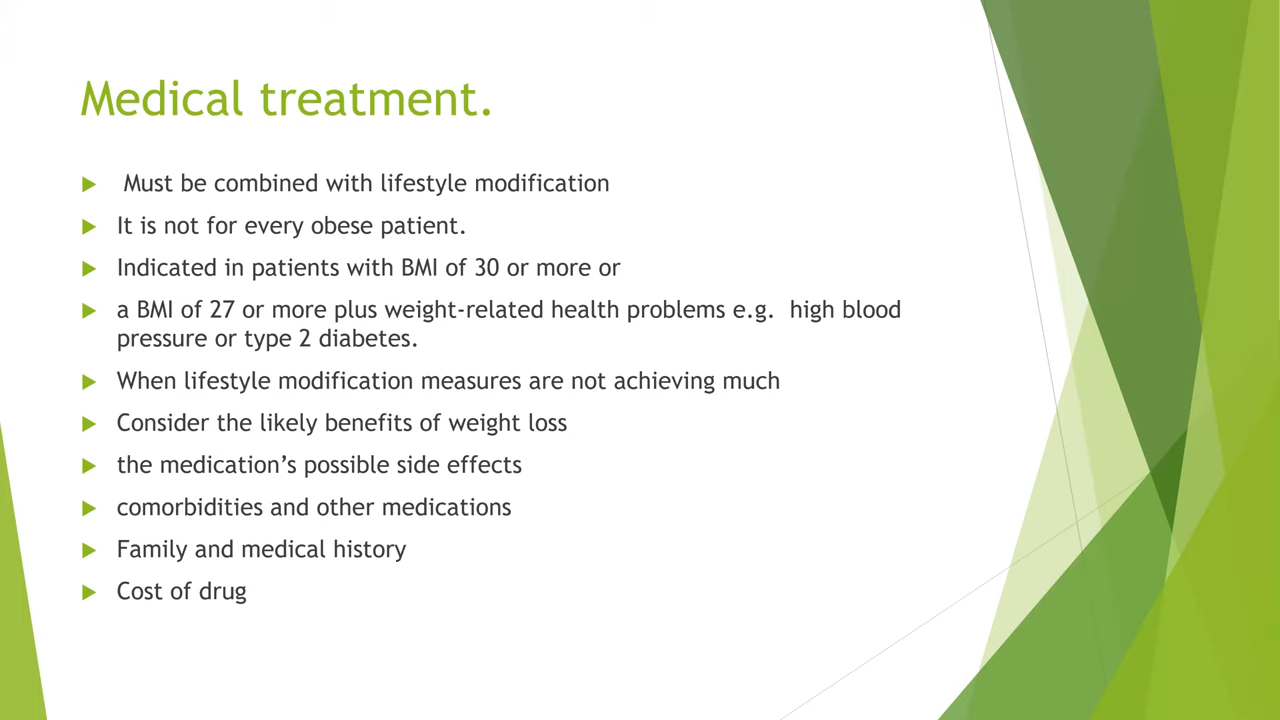 Medical treatment.
Must be combined with lifestyle modification
It is not for every obese patient.
Indicated in patients with BMI of 30 or more or
a BMI of 27 or more plus weight-related health problems e.g.  high blood
pressure or type 2 diabetes.
When lifestyle modification measures are not achieving much
Consider the likely benefits of weight loss
the medication’s possible side effects
comorbidities and other medications
Family and medical history
Cost of drug